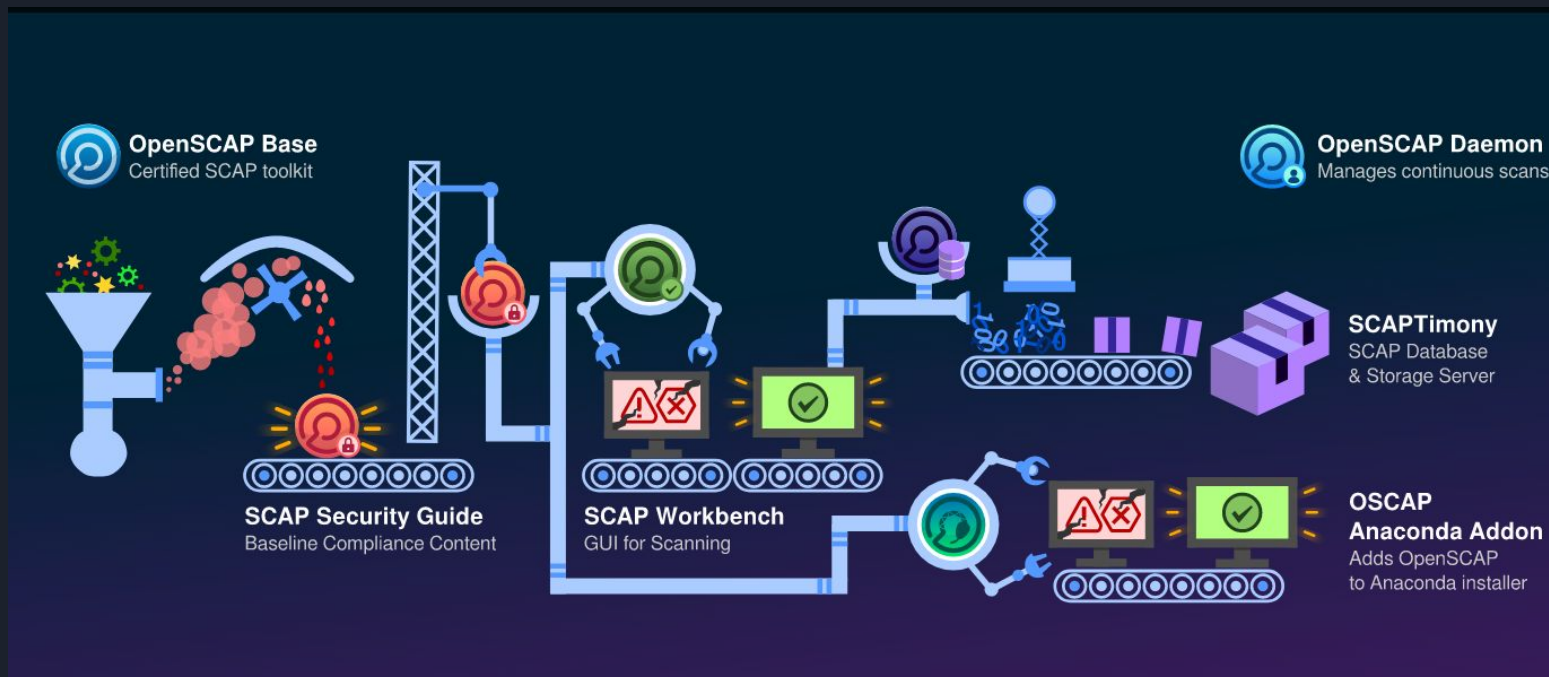 OpenSCAP Base
Certified SCAP toolkit
OpenSCAP Daemon
Manages continuous scans
SCAPTimony
SCAP Database
& Storage Server
SCAP Security Guide
Baseline Compliance Content
SCAP Workbench
GUI for Scanning
OSCAP
Anaconda Addon
Adds OpenSCAP
to Anaconda installer